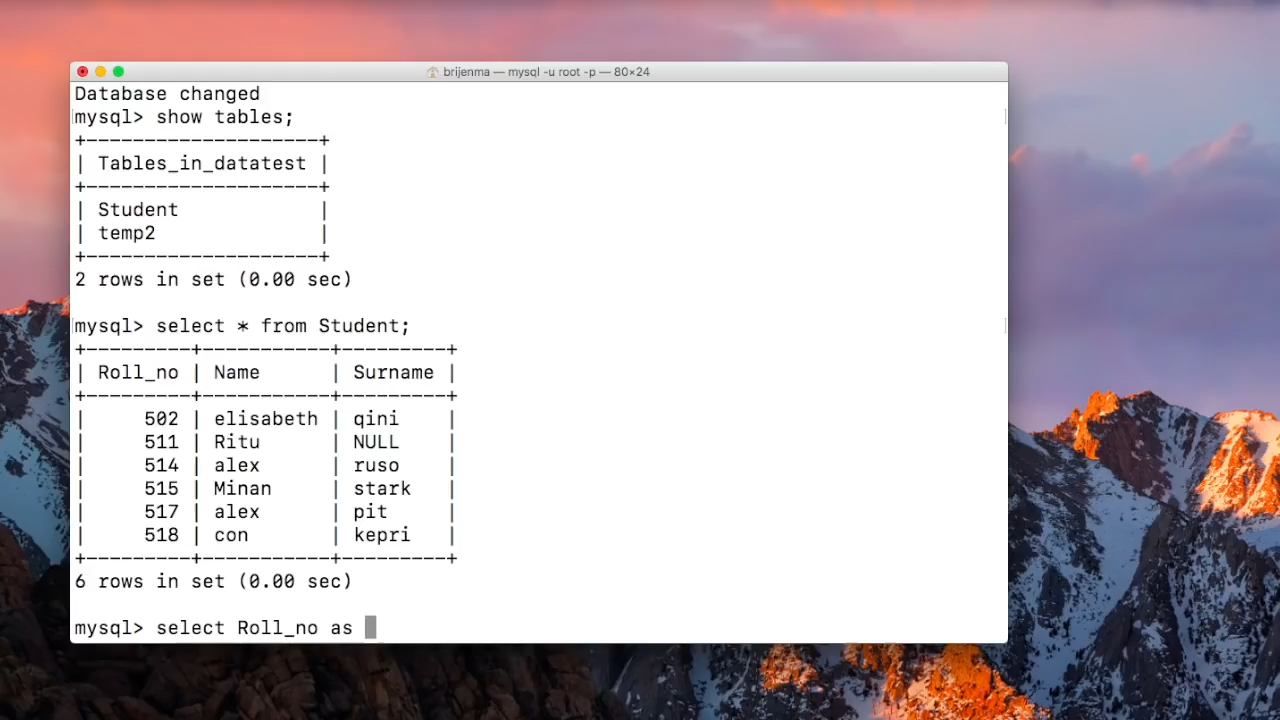 brijenma — mysql -u root -p — 80×24
Database changed
mysql> show tables;
+--------------------+
| Tables_in_datatest |
+--------------------+
| Student            |
| temp2              |
+--------------------+
2 rows in set (0.00 sec)
mysql> select * from Student;
+---------+-----------+---------+
| Roll_no | Name      | Surname |
+---------+-----------+---------+
|     502 | elisabeth | qini    |
|     511 | Ritu      | NULL    |
|     514 | alex      | ruso    |
|     515 | Minan     | stark   |
|     517 | alex      | pit     |
|     518 | con       | kepri   |
+---------+-----------+---------+
6 rows in set (0.00 sec)
mysql> select Roll_no as